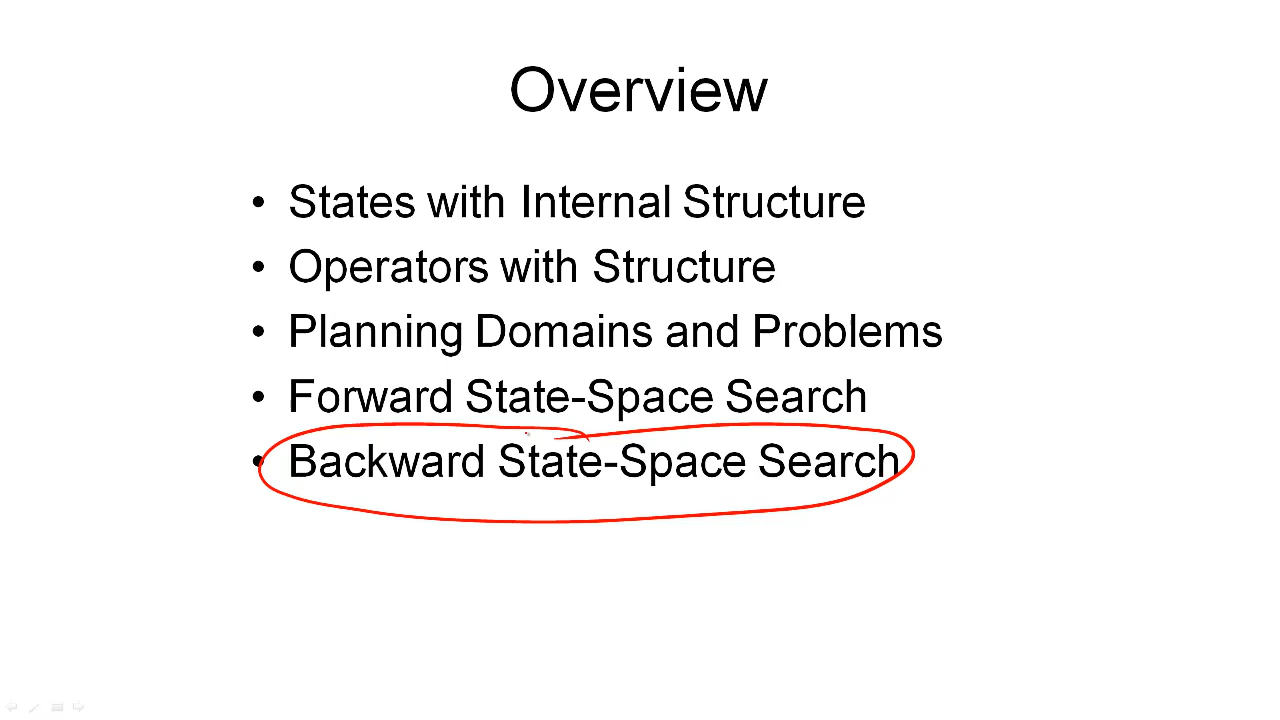 Overview
• States with Internal Structure
• Operators with Structure
• Planning Domains and Problems
• Forward State-Space Search
• Backward State-Space Search